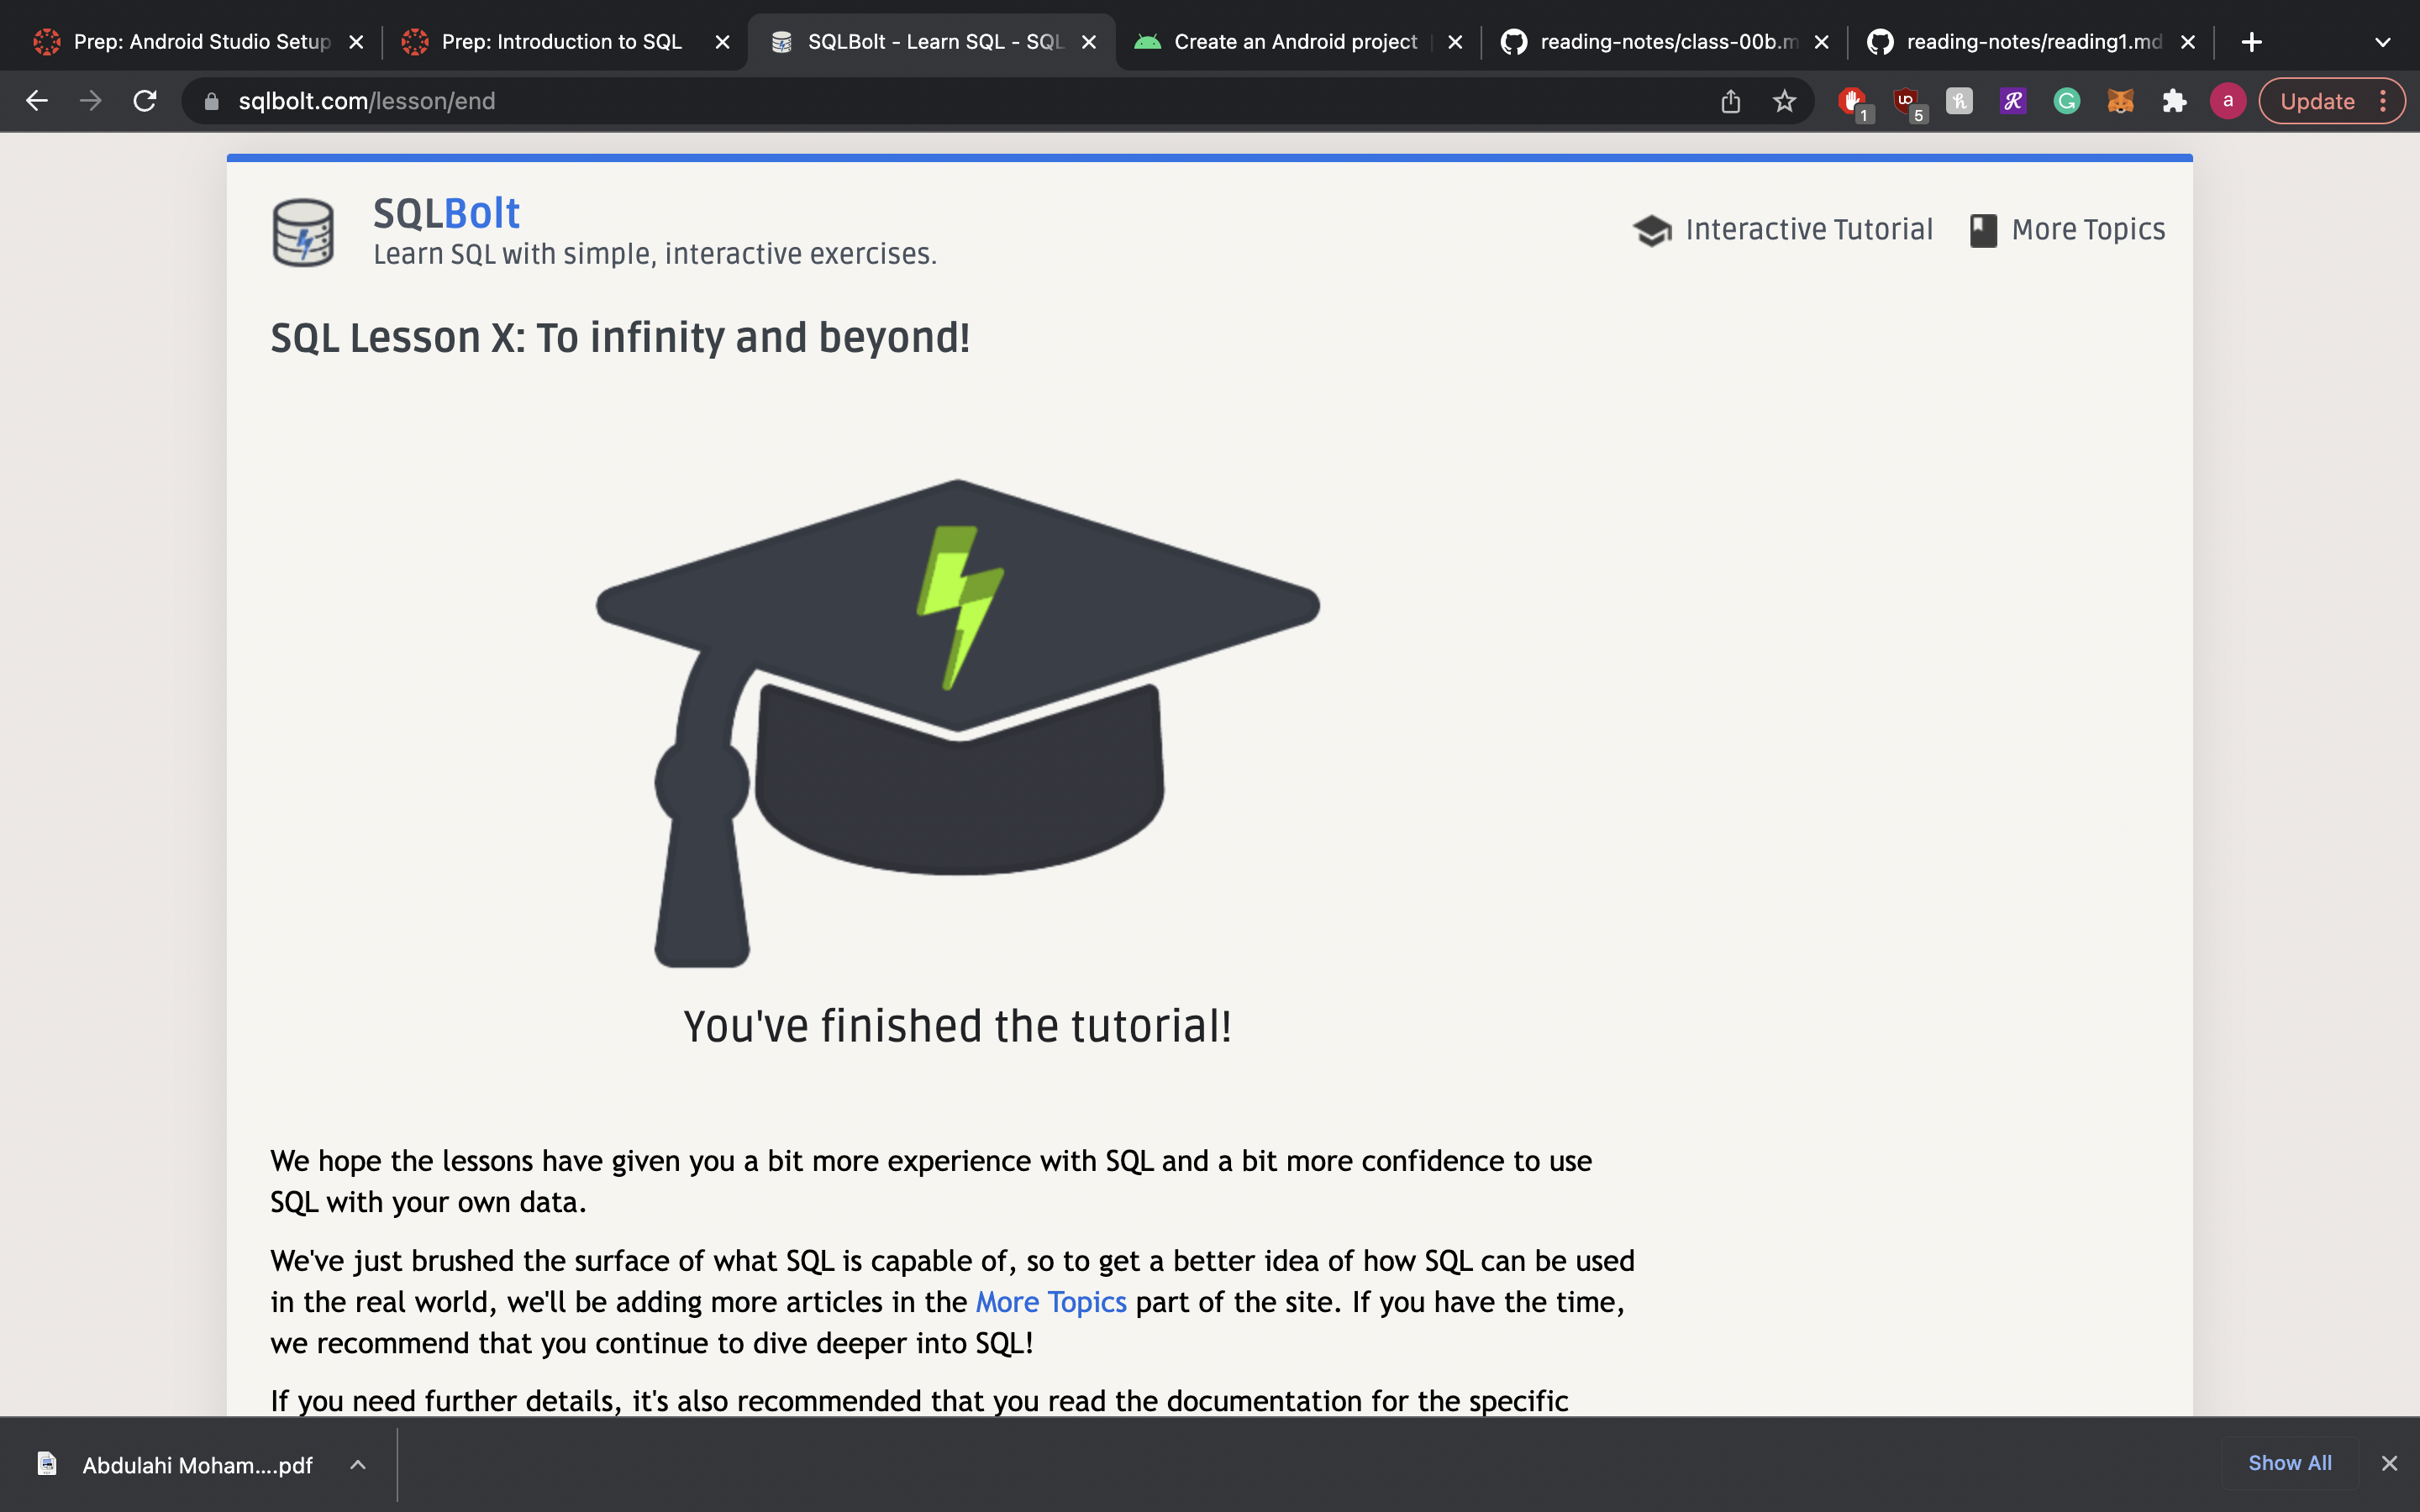 Prep: Android Studio Setup
Prep: Introduction to SQL
SQLBolt - Learn SQL - SQL
Create an Android project
reading-notes/class-00b.m
reading-notes/reading1.md
sqlbolt.com/lesson/end
1
5
a
Update
SQLBolt
Learn SQL with simple, interactive exercises.
Interactive Tutorial
More Topics
SQL Lesson X: To infinity and beyond!
You've finished the tutorial!
We hope the lessons have given you a bit more experience with SQL and a bit more confidence to use
SQL with your own data.
We've just brushed the surface of what SQL is capable of, so to get a better idea of how SQL can be used
in the real world, we'll be adding more articles in the More Topics part of the site. If you have the time,
we recommend that you continue to dive deeper into SQL!
If you need further details, it's also recommended that you read the documentation for the specific
Abdulahi Moham....pdf
Show All